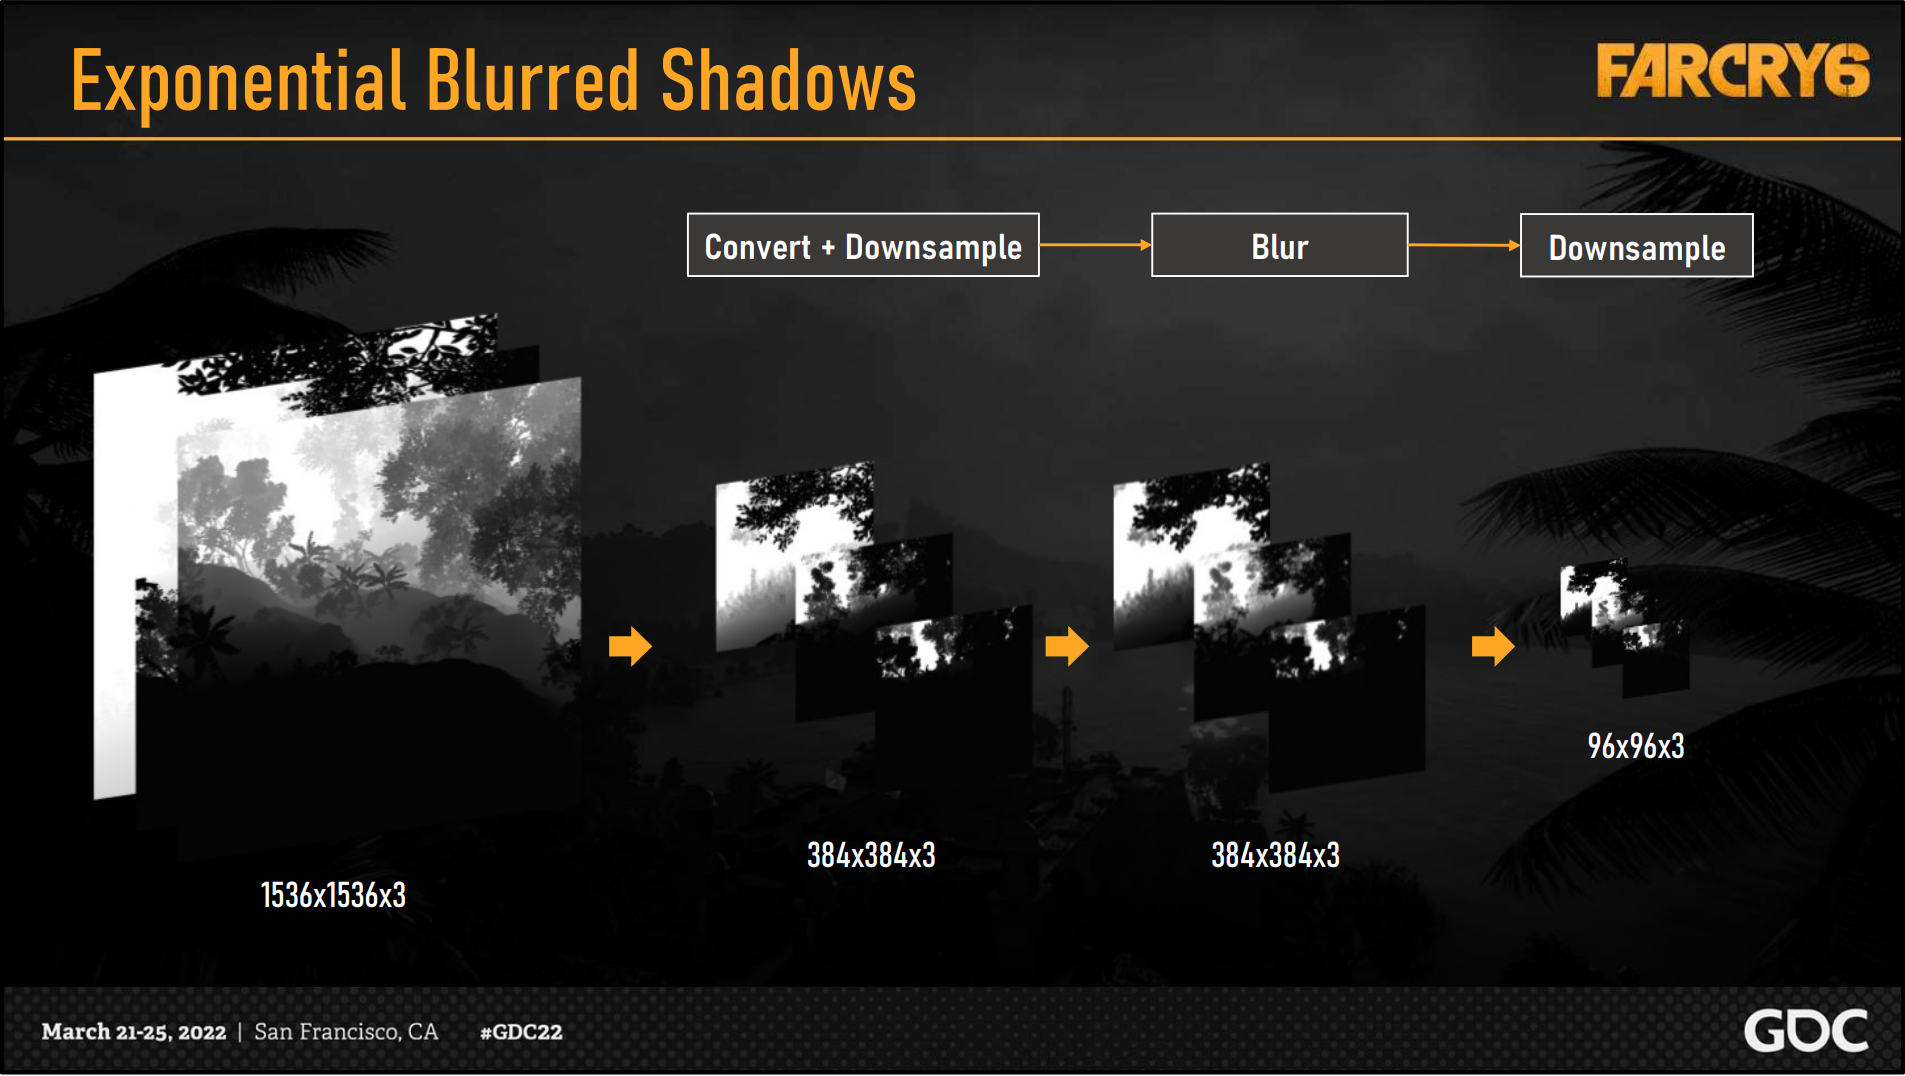 Exponential Blurred Shadows
FARCRY6
Convert + Downsample
Blur
Downsample
96x96x3
384x384x3
384x384x3
1536x1536x3
March 21-25, 2022 | San Francisco, CA #GDC22
GDC